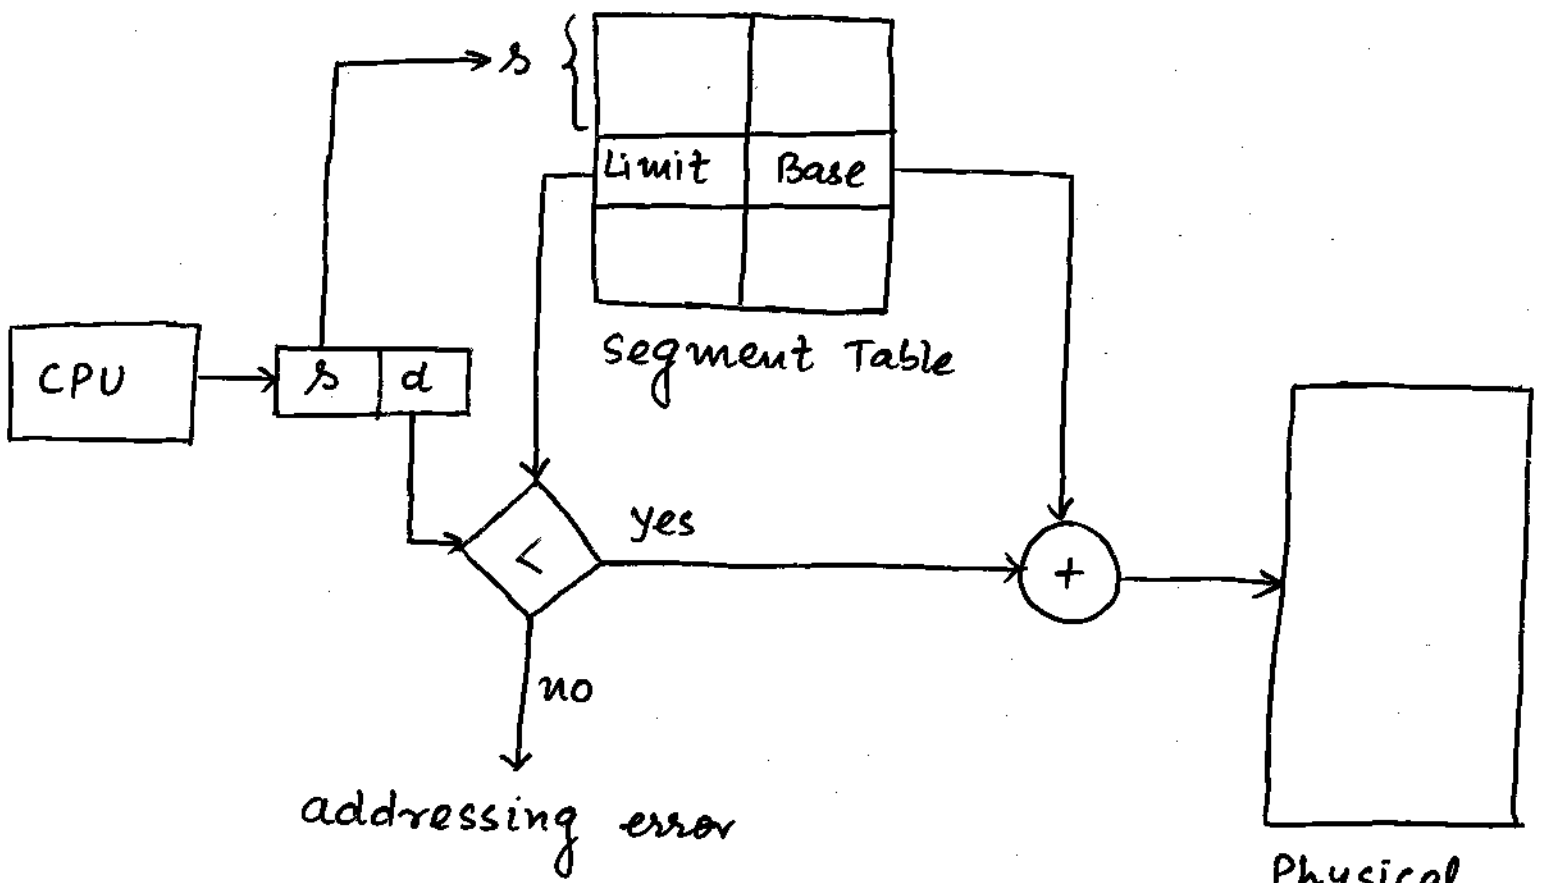 s
Limit Base
Segment Table
CPU
s d
<
yes
+
no
addressing error
Physical